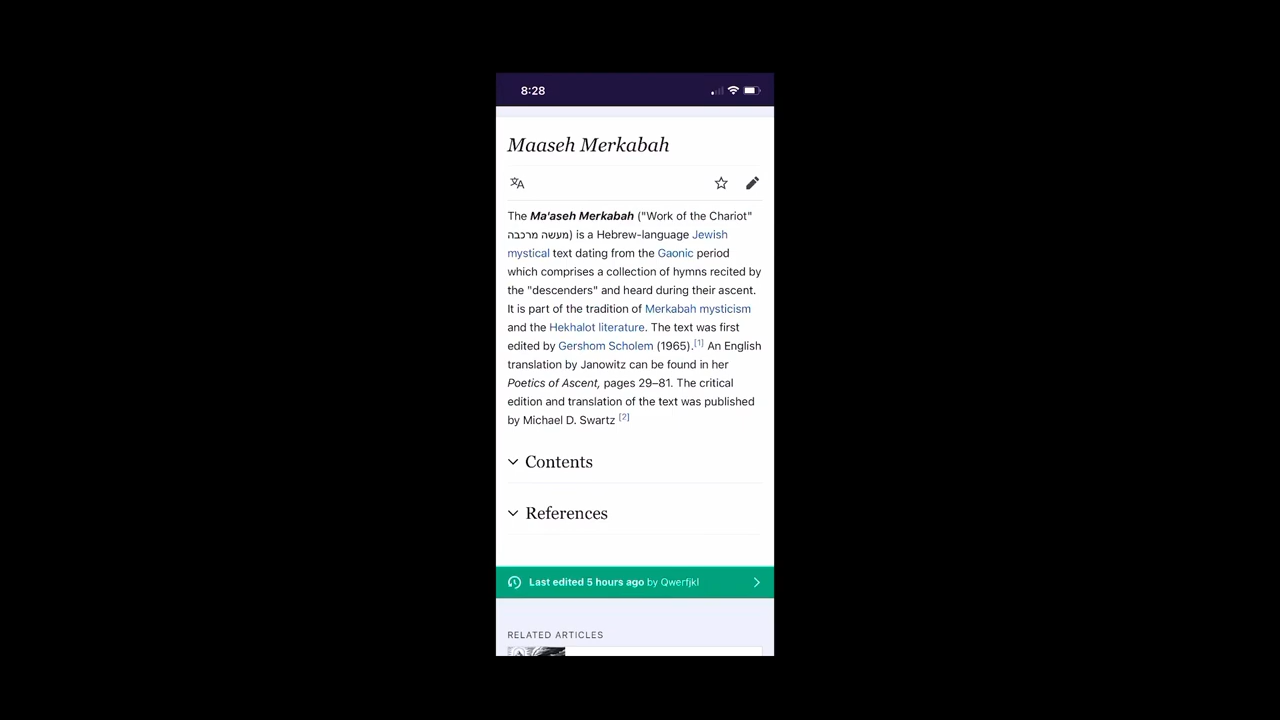 8:28
Maaseh Merkabah
The Ma'aseh Merkabah ("Work of the Chariot"
מעשה מרכבה) is a Hebrew-language Jewish
mystical text dating from the Gaonic period
which comprises a collection of hymns recited by
the "descenders" and heard during their ascent.
It is part of the tradition of Merkabah mysticism
and the Hekhalot literature. The text was first
edited by Gershom Scholem (1965).[1] An English
translation by Janowitz can be found in her
Poetics of Ascent, pages 29–81. The critical
edition and translation of the text was published
by Michael D. Swartz [2]
Contents
References
Last edited 5 hours ago by Qwerfjkl
RELATED ARTICLES